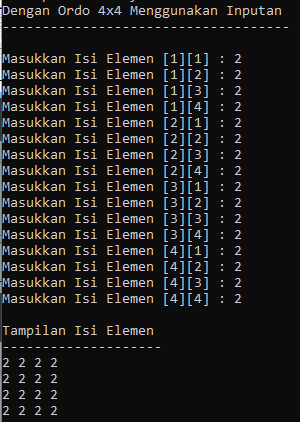 Dengan Ordo 4x4 Menggunakan Inputan
------------------------------------
Masukkan Isi Elemen [1][1] : 2
Masukkan Isi Elemen [1][2] : 2
Masukkan Isi Elemen [1][3] : 2
Masukkan Isi Elemen [1][4] : 2
Masukkan Isi Elemen [2][1] : 2
Masukkan Isi Elemen [2][2] : 2
Masukkan Isi Elemen [2][3] : 2
Masukkan Isi Elemen [2][4] : 2
Masukkan Isi Elemen [3][1] : 2
Masukkan Isi Elemen [3][2] : 2
Masukkan Isi Elemen [3][3] : 2
Masukkan Isi Elemen [3][4] : 2
Masukkan Isi Elemen [4][1] : 2
Masukkan Isi Elemen [4][2] : 2
Masukkan Isi Elemen [4][3] : 2
Masukkan Isi Elemen [4][4] : 2
Tampilan Isi Elemen
--------------------
2 2 2 2
2 2 2 2
2 2 2 2
2 2 2 2